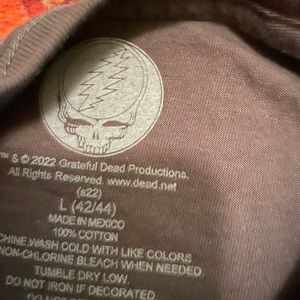 ™ & © 2022 Grateful Dead Productions.
All Rights Reserved. www.dead.net
(s22)
L (42/44)
MADE IN MEXICO
100% COTTON
CHINE WASH COLD WITH LIKE COLORS
NON-CHLORINE BLEACH WHEN NEEDED
TUMBLE DRY LOW.
DO NOT IRON IF DECORATED.